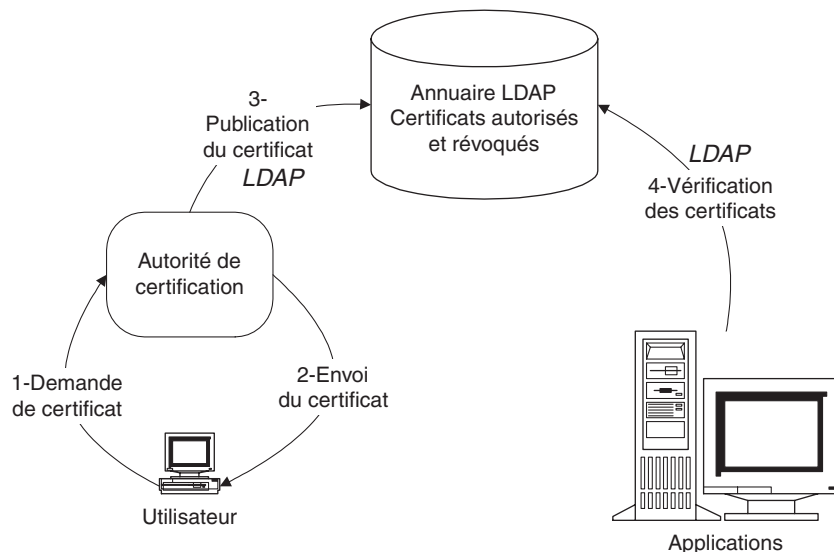 Annuaire LDAP
Certificats autorisés
et révoqués
3-
Publication
du certificat
LDAP
LDAP
4-Vérification
des certificats
Autorité de
certification
1-Demande
de certificat
2-Envoi
du certificat
Utilisateur
Applications